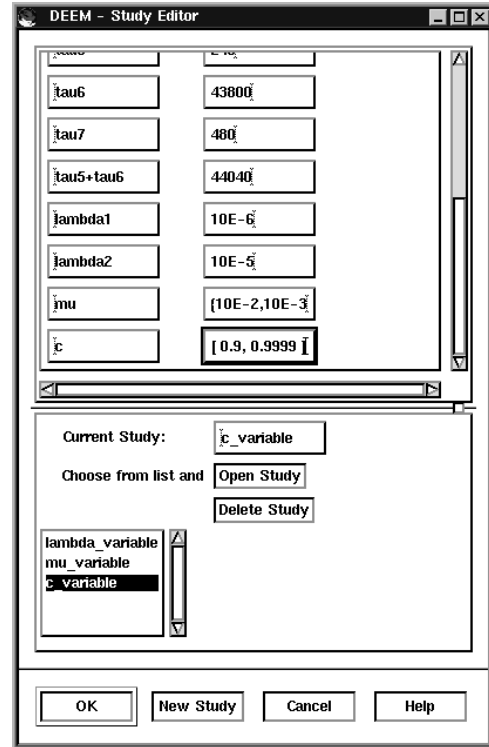 DEEM - Study Editor
tau6 43800
tau7 480
tau5+tau6 44040
lambda1 10E-6
lambda2 10E-5
mu {10E-2,10E-3
c [ 0.9, 0.9999 ]
Current Study: c_variable
Choose from list and Open Study
Delete Study
lambda_variable
mu_variable
c_variable
OK New Study Cancel Help